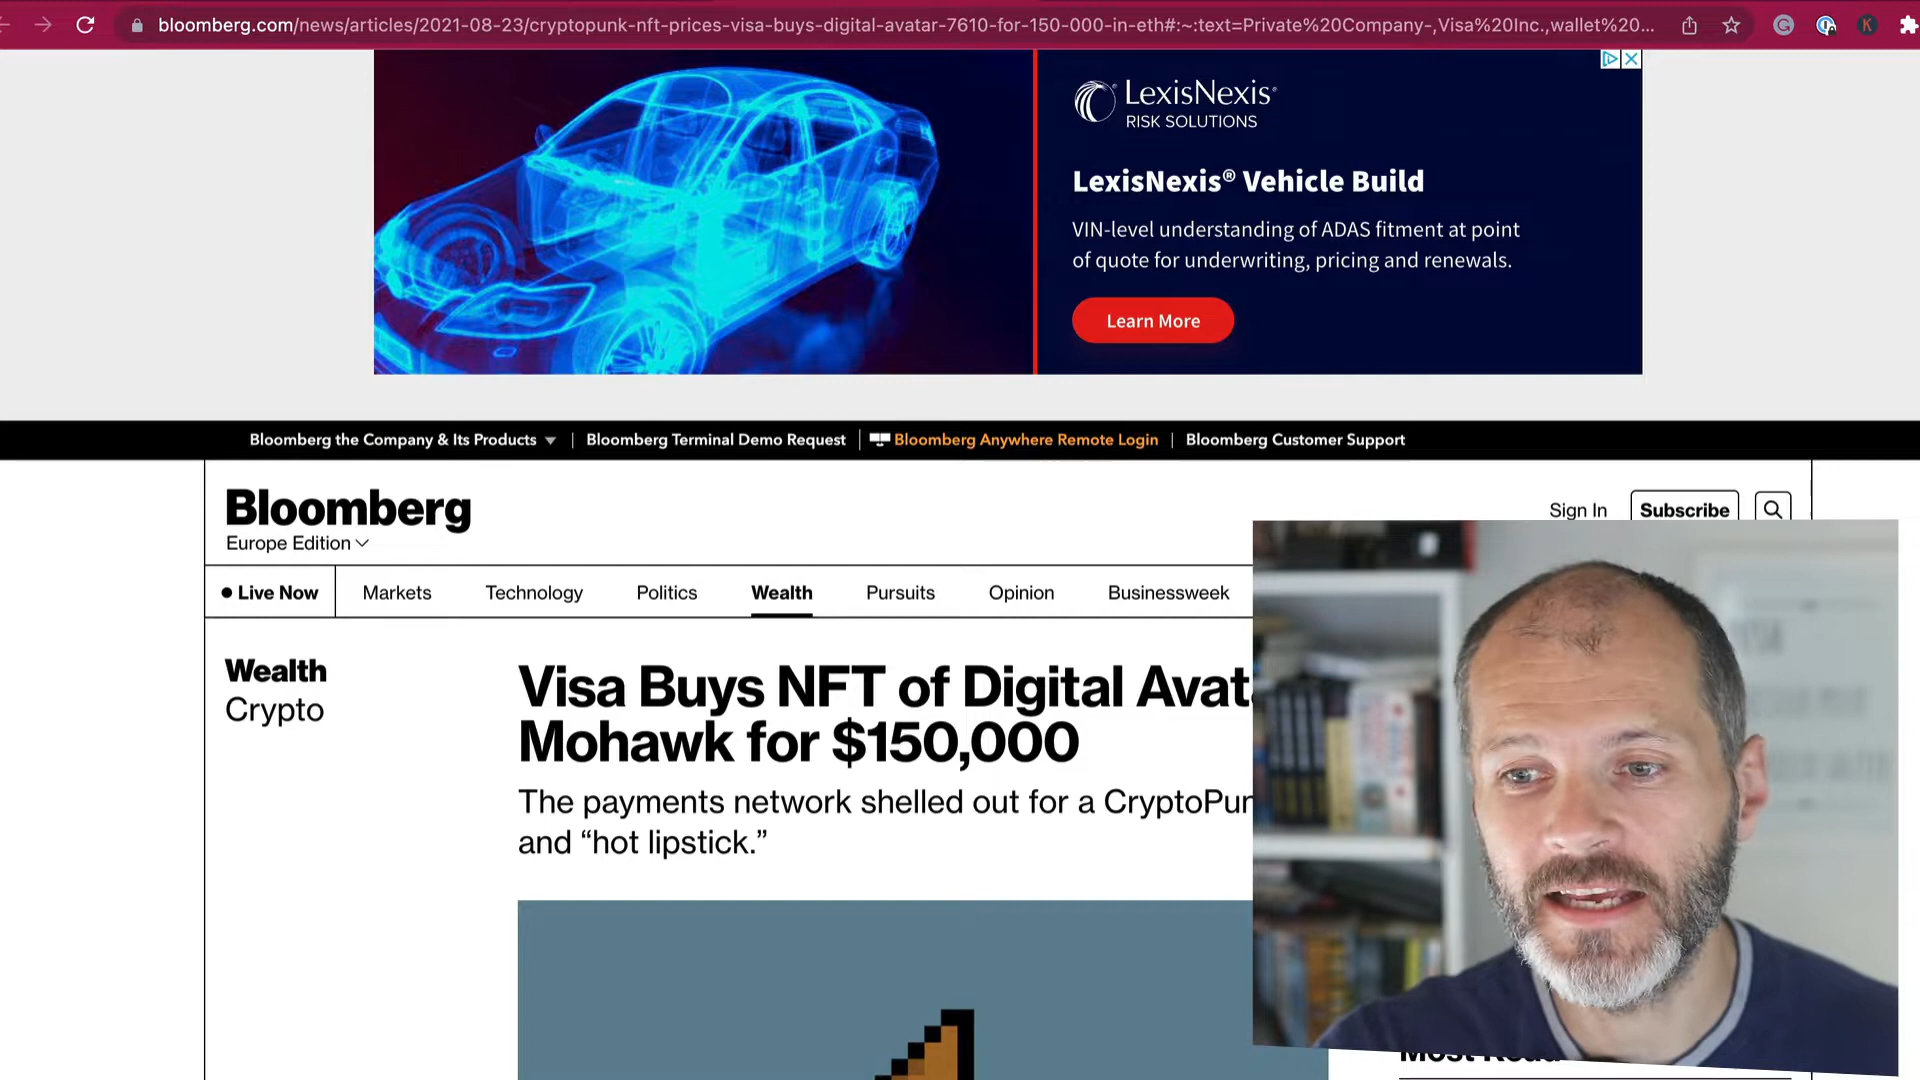 bloomberg.com/news/articles/2021-08-23/cryptopunk-nft-prices-visa-buys-digital-avatar-7610-for-150-000-in-eth#:~:text=Private%20Company-,Visa%20Inc.,wallet%20...
K
LexisNexis®
RISK SOLUTIONS
LexisNexis® Vehicle Build
VIN-level understanding of ADAS fitment at point
of quote for underwriting, pricing and renewals.
Learn More
Bloomberg the Company & Its Products
Bloomberg Terminal Demo Request
Bloomberg Anywhere Remote Login
Bloomberg Customer Support
Bloomberg
Europe Edition
Sign In
Subscribe
Live Now
Markets
Technology
Politics
Wealth
Pursuits
Opinion
Businessweek
Wealth
Crypto
Visa Buys NFT of Digital Avat
Mohawk for $150,000
The payments network shelled out for a CryptoPun
and “hot lipstick.”
Most Read